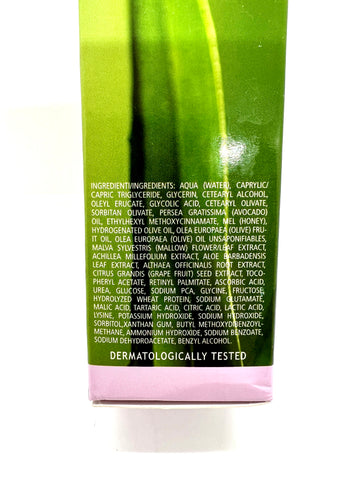 INGREDIENTI/INGREDIENTS: AQUA (WATER), CAPRYLIC/
CAPRIC TRIGLYCERIDE, GLYCERIN, CETEARYL ALCOHOL,
OLEYL ERUCATE, GLYCOLIC ACID, CETEARYL OLIVATE,
SORBITAN OLIVATE, PERSEA GRATISSIMA (AVOCADO)
OIL, ETHYLHEXYL METHOXYCINNAMATE, MEL (HONEY),
HYDROGENATED OLIVE OIL, OLEA EUROPAEA (OLIVE) FRU-
IT OIL, OLEA EUROPAEA (OLIVE) OIL UNSAPONIFIABLES,
MALVA SYLVESTRIS (MALLOW) FLOWER/LEAF EXTRACT,
ACHILLEA MILLEFOLIUM EXTRACT, ALOE BARBADENSIS
LEAF EXTRACT, ALTHAEA OFFICINALIS ROOT EXTRACT,
CITRUS GRANDIS (GRAPE FRUIT) SEED EXTRACT, TOCO-
PHERYL ACETATE, RETINYL PALMITATE, ASCORBIC ACID,
UREA, GLUCOSE, SODIUM PCA, GLYCINE, FRUCTOSE,
HYDROLYZED WHEAT PROTEIN, SODIUM GLUTAMATE,
MALIC ACID, TARTARIC ACID, CITRIC ACID, LACTIC ACID,
LYSINE, POTASSIUM HYDROXIDE, SODIUM HYDROXIDE,
SORBITOL,XANTHAN GUM, BUTYL METHOXYDIBENZOYL-
METHANE, AMMONIUM HYDROXIDE, SODIUM BENZOATE,
SODIUM DEHYDROACETATE, BENZYL ALCOHOL.
DERMATOLOGICALLY TESTED